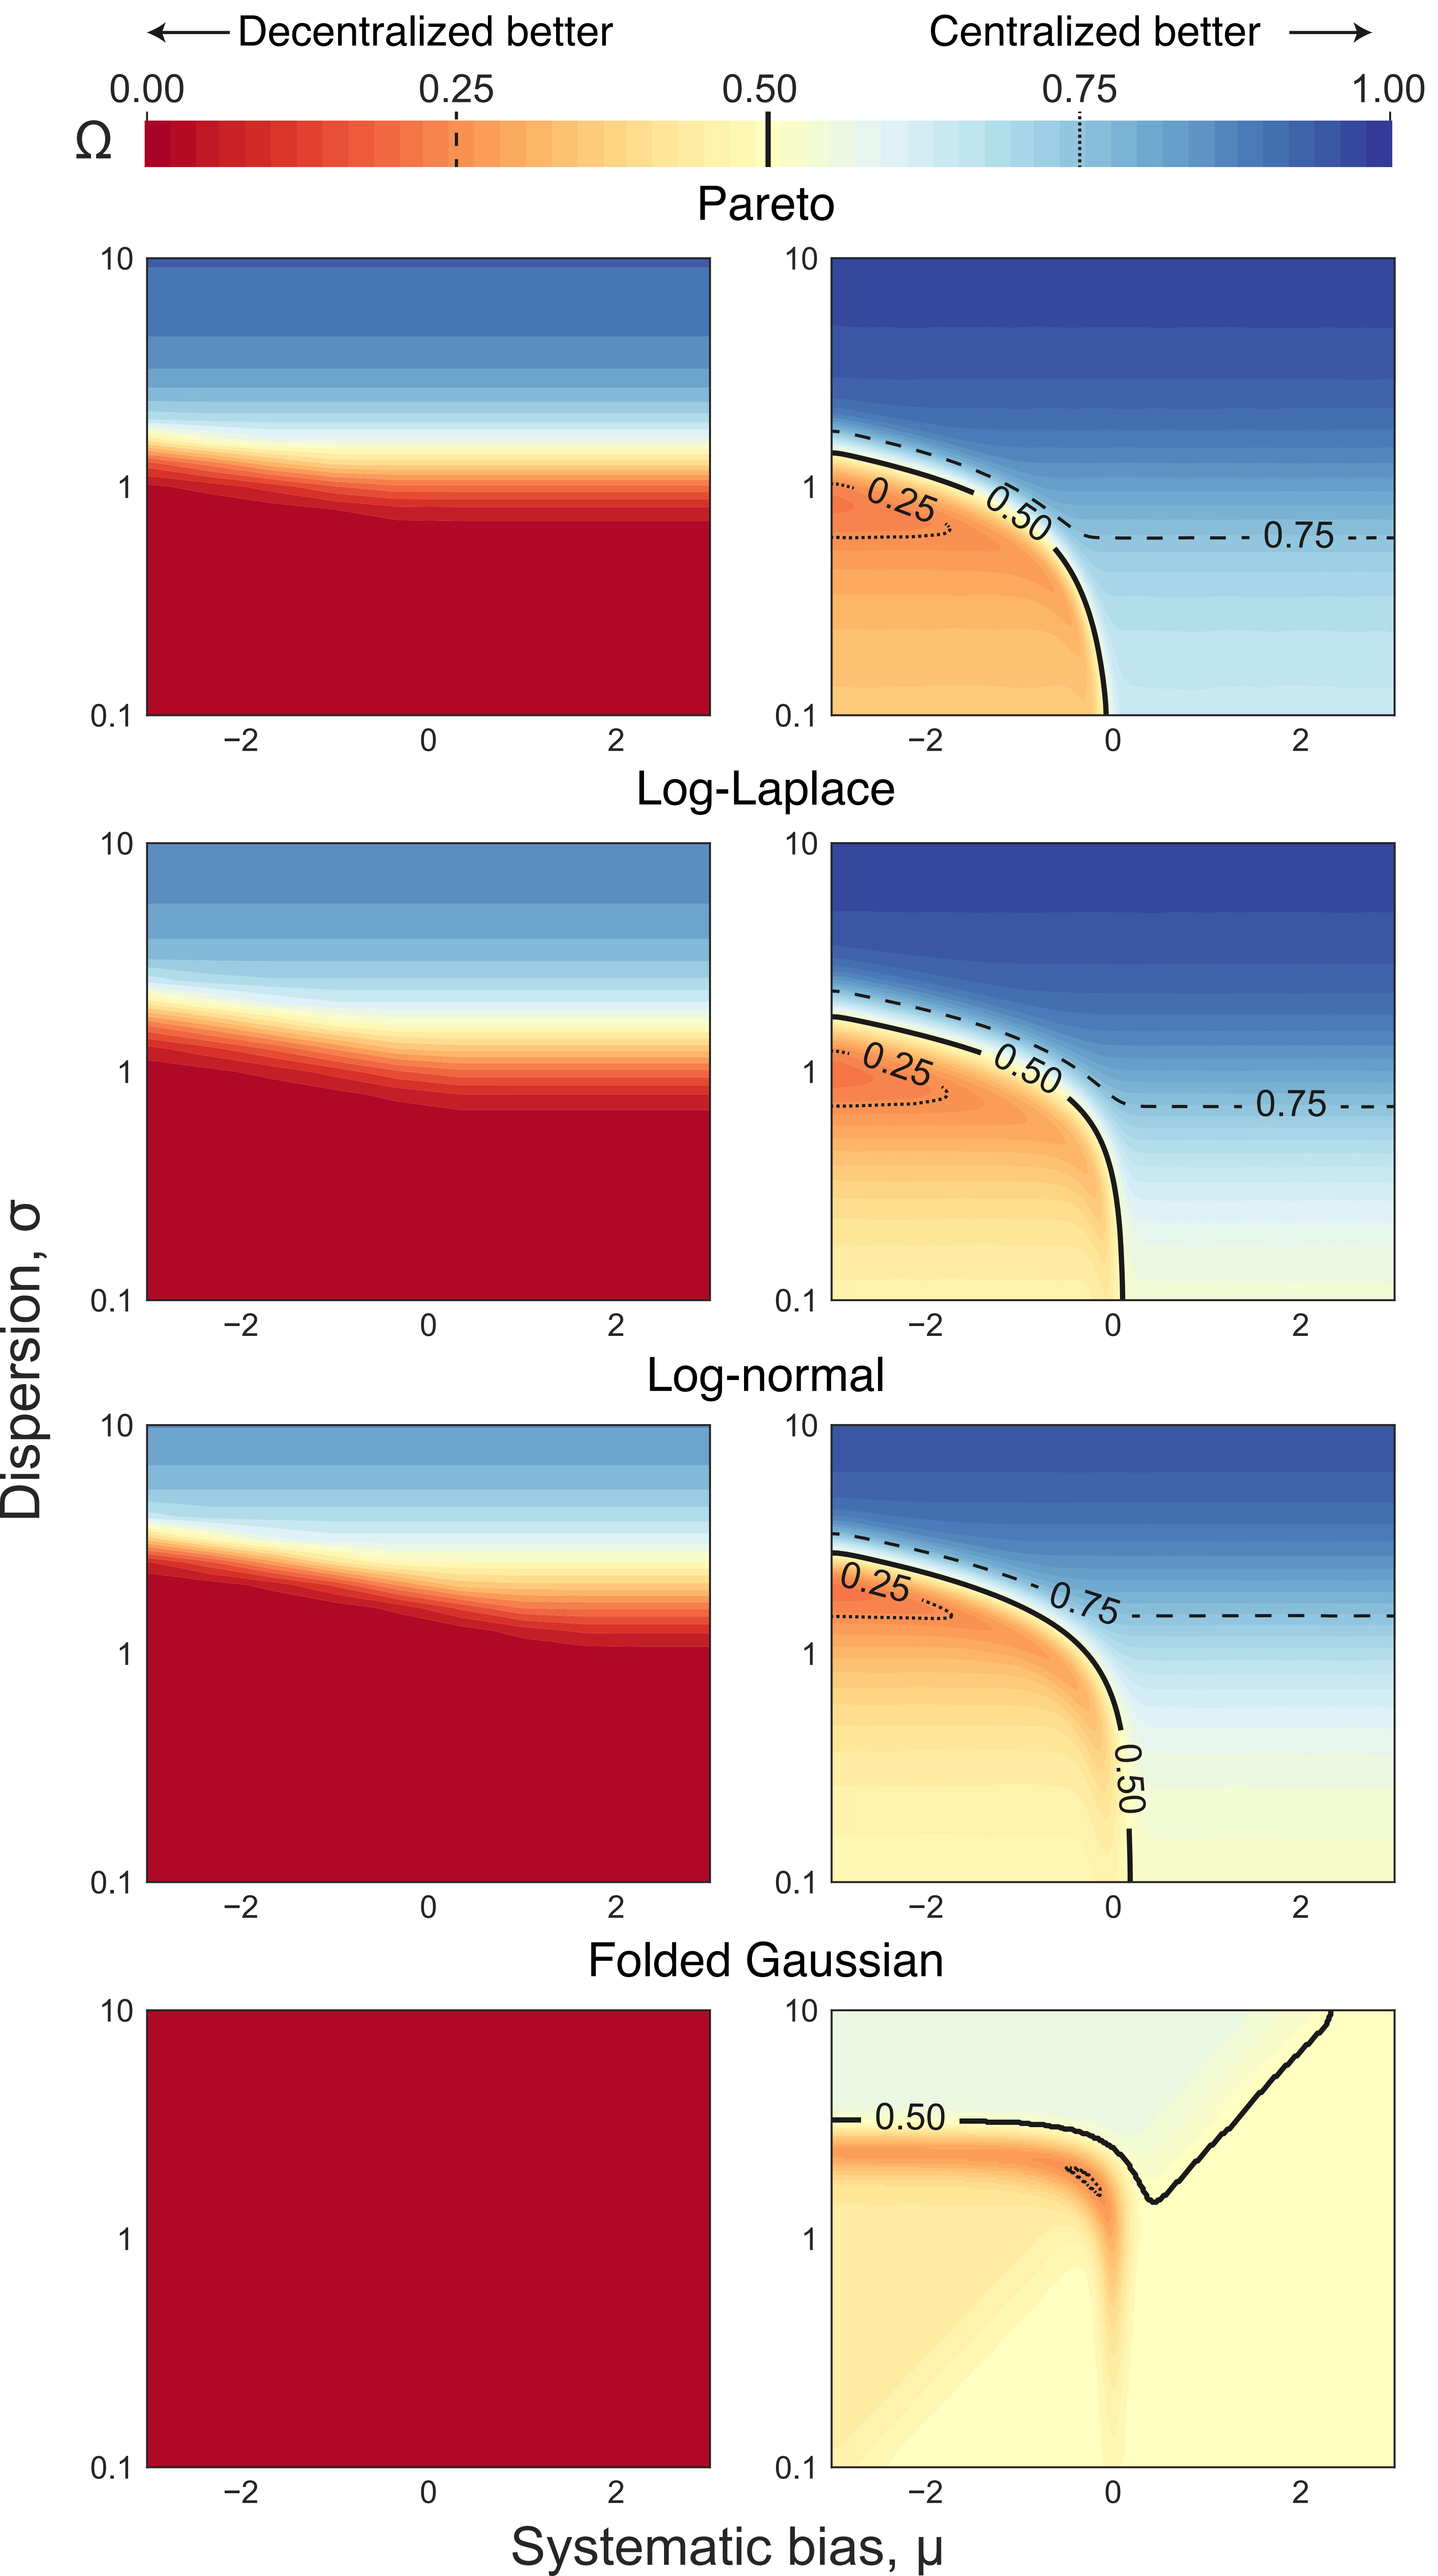 Decentralized better Centralized better
0.00 0.25 0.50 0.75 1.00
Ω
Pareto
10 10
0.25 0.50
1 1
0.75
0.1 0.1
−2 0 2 −2 0 2
Log-Laplace
10 10
0.25 0.50
1 1
0.75
0.1 0.1
−2 0 2 −2 0 2
Log-normal
10 10
0.25 0.75
1 1
0.50
0.1 0.1
−2 0 2 −2 0 2
Folded Gaussian
10 10
0.50
1 1
0.1 0.1
−2 0 2 −2 0 2
Dispersion, σ
Systematic bias, μ